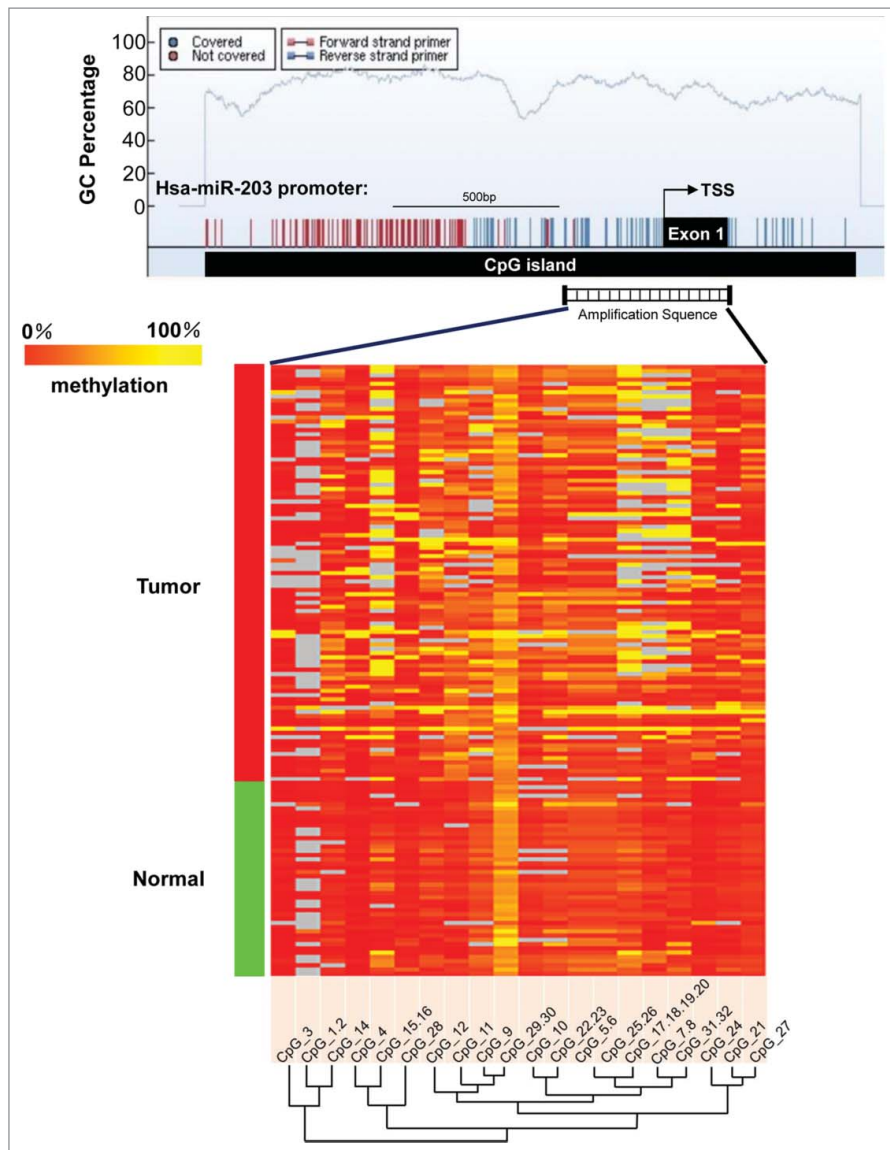 100
80
60
40
20
0
GC Percentage
Covered
Not covered
Forward strand primer
Reverse strand primer
Hsa-miR-203 promoter:
500bp
TSS
Exon 1
CpG island
Amplification Squence
0%
100%
methylation
Tumor
Normal
CpG_3
CpG_1.2
CpG_14
CpG_4
CpG_15.16
CpG_28
CpG_12
CpG_11
CpG_9
CpG_29.30
CpG_10
CpG_22.23
CpG_5.6
CpG_25.26
CpG_17.18.19.20
CpG_7.8
CpG_31.32
CpG_24
CpG_21
CpG_27